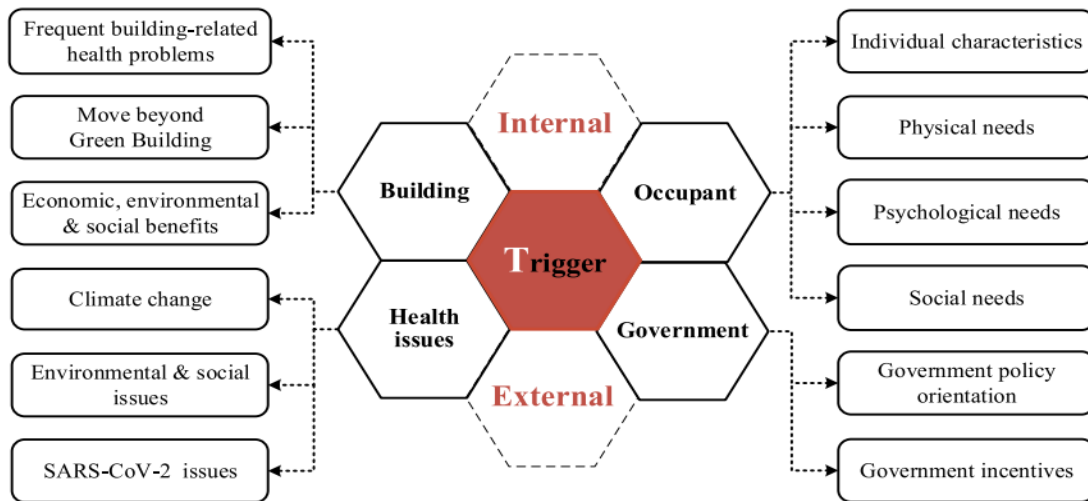 Frequent building-related
health problems
Move beyond
Green Building
Economic, environmental
& social benefits
Climate change
Environmental & social
issues
SARS-CoV-2 issues
Internal
Building
Occupant
Trigger
Health
issues
Government
External
Individual characteristics
Physical needs
Psychological needs
Social needs
Government policy
orientation
Government incentives